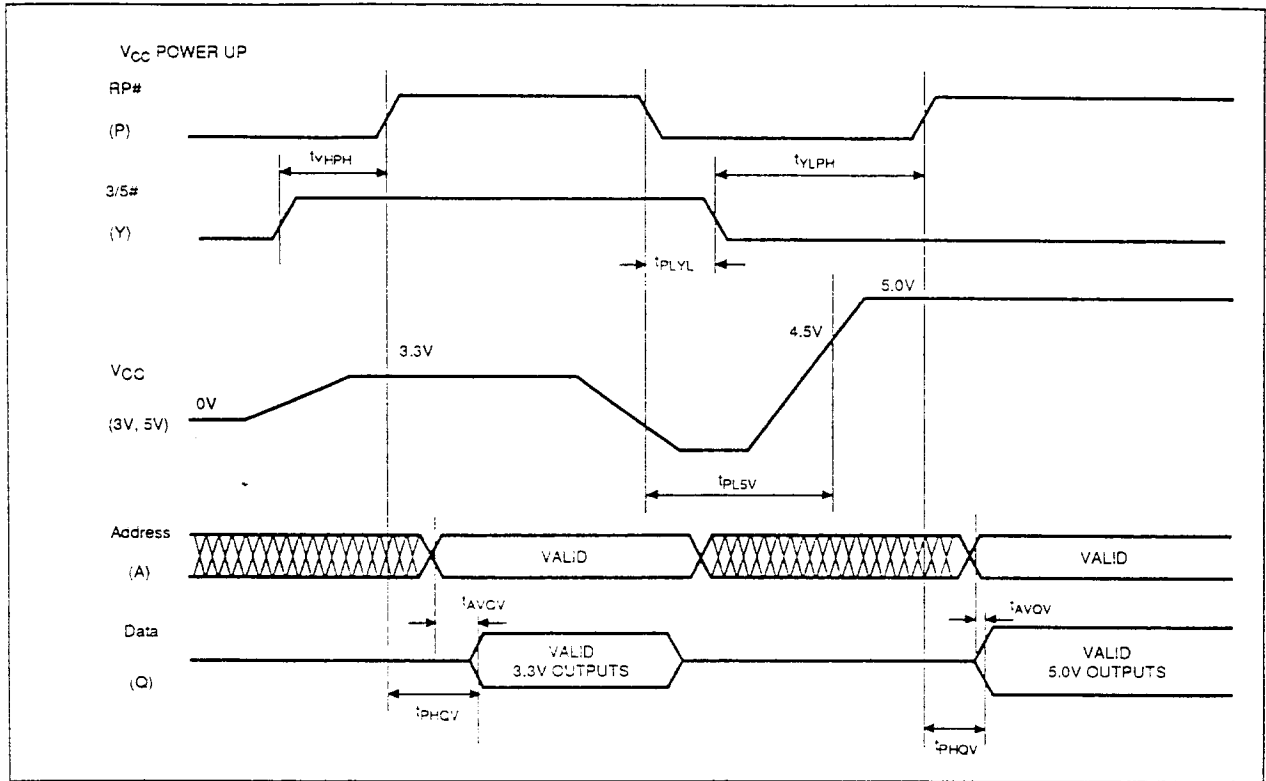 VCC POWER UP
RP#
(P)
tYHPH
tYLPH
3/5#
(Y)
tPLYL
5.0V
4.5V
3.3V
VCC
0V
(3V, 5V)
tPL5V
Address
VALID
VALID
(A)
tAVQV
tAVQV
Data
VALID
3.3V OUTPUTS
VALID
5.0V OUTPUTS
(Q)
tPHQV
tPHQV